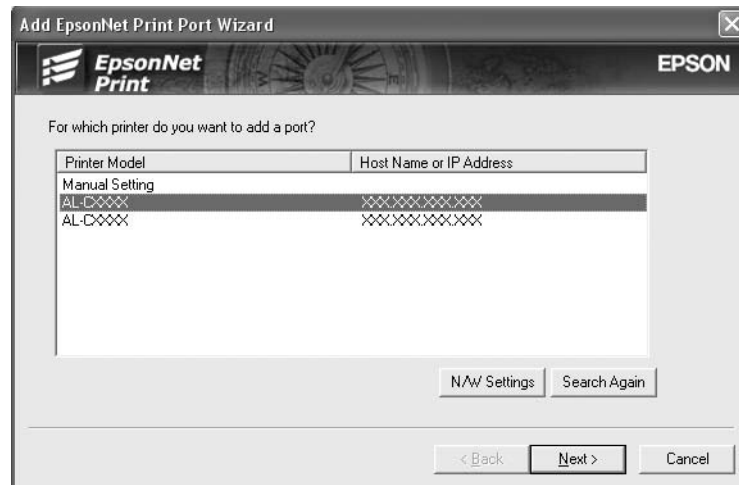 Add EpsonNet Print Port Wizard
EpsonNet
Print
EPSON
For which printer do you want to add a port?
Printer Model Host Name or IP Address
Manual Setting
AL-CXXXX XXX.XXX.XXX.XXX
AL-CXXXX XXX.XXX.XXX.XXX
N/W Settings Search Again
< Back Next > Cancel